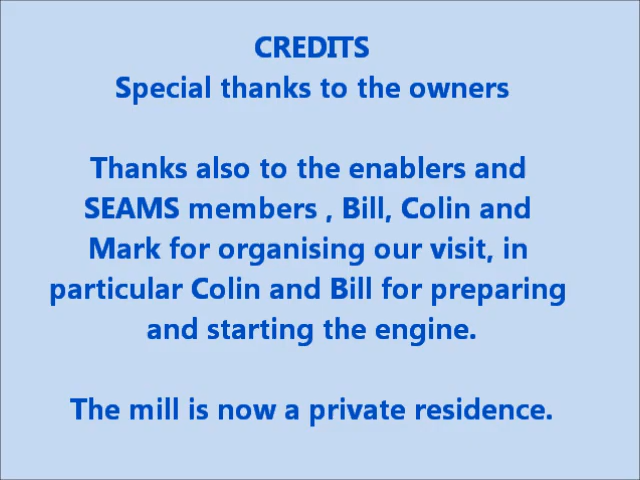 CREDITS
Special thanks to the owners
Thanks also to the enablers and
SEAMS members , Bill, Colin and
Mark for organising our visit, in
particular Colin and Bill for preparing
and starting the engine.
The mill is now a private residence.